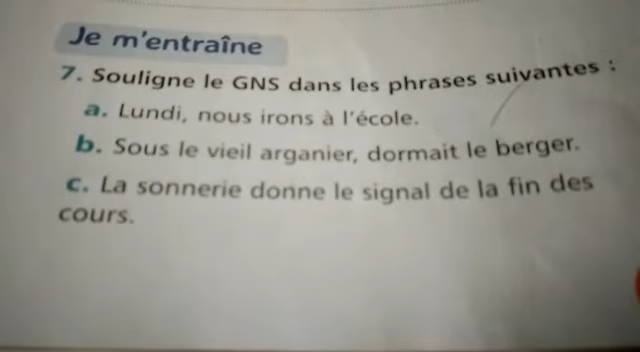 Je m'entraîne
7. Souligne le GNS dans les phrases suivantes :
a. Lundi, nous irons à l'école.
b. Sous le vieil arganier, dormait le berger.
c. La sonnerie donne le signal de la fin des
cours.